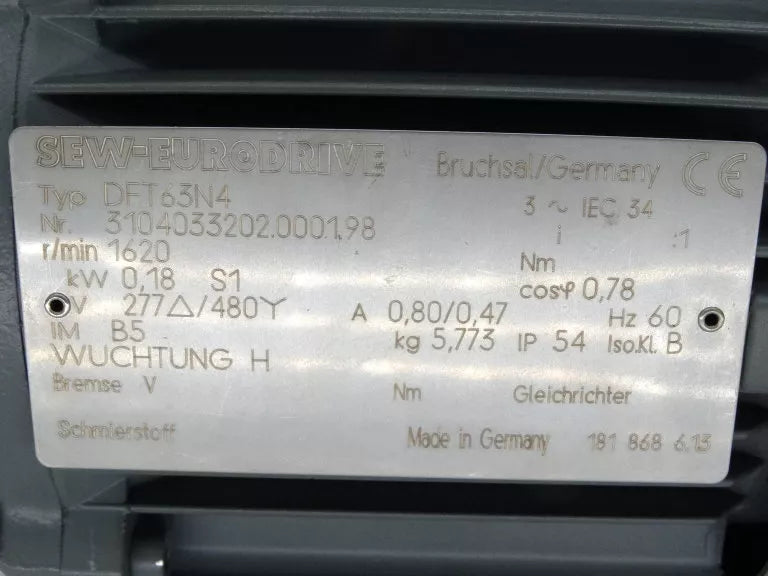 SEW-EURODRIVE Bruchsal/Germany CE
Typ DFT63N4 3 ~ IEC 34
Nr. 3104033202.0001.98 i :1
r/min 1620 Nm
kW 0,18 S1 cosφ 0,78
V 277△/480Y A 0,80/0,47 Hz 60
IM B5 kg 5,773 IP 54 Iso.Kl. B
WUCHTUNG H
Bremse V Nm Gleichrichter
Schmierstoff Made in Germany 181 868 6.13